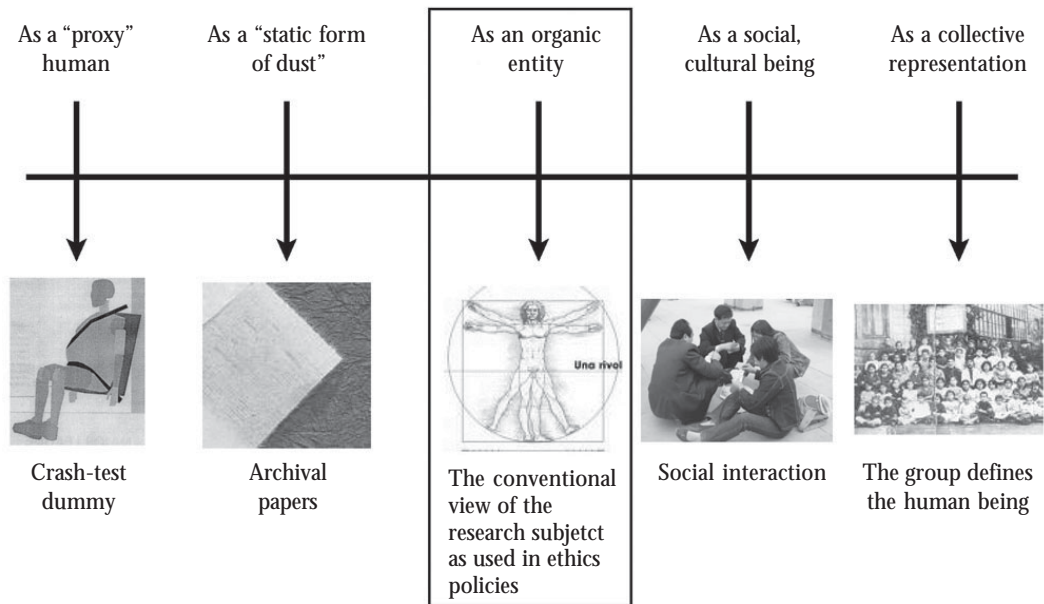 As a “proxy”
human
As a “static form
of dust”
As an organic
entity
As a social,
cultural being
As a collective
representation
Una rivol
Crash-test
dummy
Archival
papers
The conventional
view of the
research subjetct
as used in ethics
policies
Social interaction
The group defines
the human being